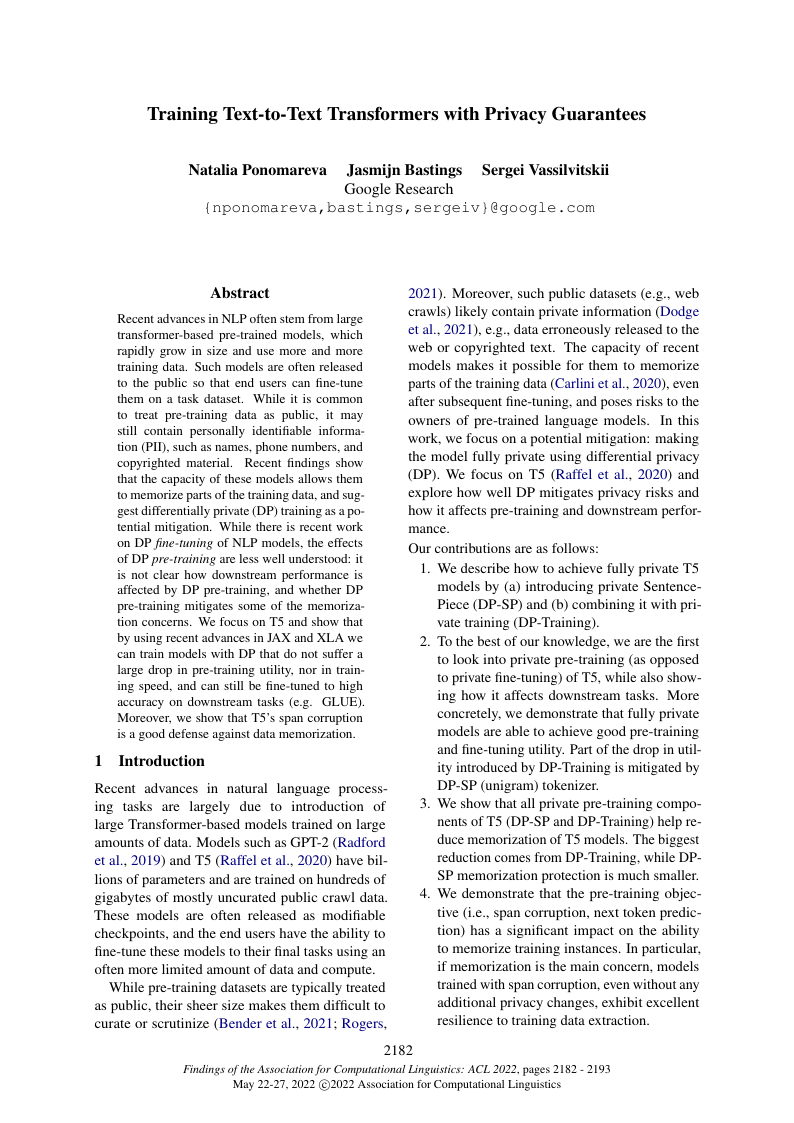 Training Text-to-Text Transformers with Privacy Guarantees
Natalia Ponomareva Jasmijn Bastings Sergei Vassilvitskii
Google Research
{nponomareva,bastings,sergeiv}@google.com
Abstract
Recent advances in NLP often stem from large
transformer-based pre-trained models, which
rapidly grow in size and use more and more
training data. Such models are often released
to the public so that end users can fine-tune
them on a task dataset. While it is common
to treat pre-training data as public, it may
still contain personally identifiable informa-
tion (PII), such as names, phone numbers, and
copyrighted material. Recent findings show
that the capacity of these models allows them
to memorize parts of the training data, and sug-
gest differentially private (DP) training as a po-
tential mitigation. While there is recent work
on DP fine-tuning of NLP models, the effects
of DP pre-training are less well understood: it
is not clear how downstream performance is
affected by DP pre-training, and whether DP
pre-training mitigates some of the memoriza-
tion concerns. We focus on T5 and show that
by using recent advances in JAX and XLA we
can train models with DP that do not suffer a
large drop in pre-training utility, nor in train-
ing speed, and can still be fine-tuned to high
accuracy on downstream tasks (e.g. GLUE).
Moreover, we show that T5's span corruption
is a good defense against data memorization.
1 Introduction
Recent advances in natural language process-
ing tasks are largely due to introduction of
large Transformer-based models trained on large
amounts of data. Models such as GPT-2 (Radford
et al., 2019) and T5 (Raffel et al., 2020) have bil-
lions of parameters and are trained on hundreds of
gigabytes of mostly uncurated public crawl data.
These models are often released as modifiable
checkpoints, and the end users have the ability to
fine-tune these models to their final tasks using an
often more limited amount of data and compute.
While pre-training datasets are typically treated
as public, their sheer size makes them difficult to
curate or scrutinize (Bender et al., 2021; Rogers,
2021). Moreover, such public datasets (e.g., web
crawls) likely contain private information (Dodge
et al., 2021), e.g., data erroneously released to the
web or copyrighted text. The capacity of recent
models makes it possible for them to memorize
parts of the training data (Carlini et al., 2020), even
after subsequent fine-tuning, and poses risks to the
owners of pre-trained language models. In this
work, we focus on a potential mitigation: making
the model fully private using differential privacy
(DP). We focus on T5 (Raffel et al., 2020) and
explore how well DP mitigates privacy risks and
how it affects pre-training and downstream perfor-
mance.
Our contributions are as follows:
1. We describe how to achieve fully private T5
models by (a) introducing private Sentence-
Piece (DP-SP) and (b) combining it with pri-
vate training (DP-Training).
2. To the best of our knowledge, we are the first
to look into private pre-training (as opposed
to private fine-tuning) of T5, while also show-
ing how it affects downstream tasks. More
concretely, we demonstrate that fully private
models are able to achieve good pre-training
and fine-tuning utility. Part of the drop in util-
ity introduced by DP-Training is mitigated by
DP-SP (unigram) tokenizer.
3. We show that all private pre-training compo-
nents of T5 (DP-SP and DP-Training) help re-
duce memorization of T5 models. The biggest
reduction comes from DP-Training, while DP-
SP memorization protection is much smaller.
4. We demonstrate that the pre-training objec-
tive (i.e., span corruption, next token predic-
tion) has a significant impact on the ability
to memorize training instances. In particular,
if memorization is the main concern, models
trained with span corruption, even without any
additional privacy changes, exhibit excellent
resilience to training data extraction.
2182
Findings of the Association for Computational Linguistics: ACL 2022, pages 2182 - 2193
May 22-27, 2022 ©2022 Association for Computational Linguistics